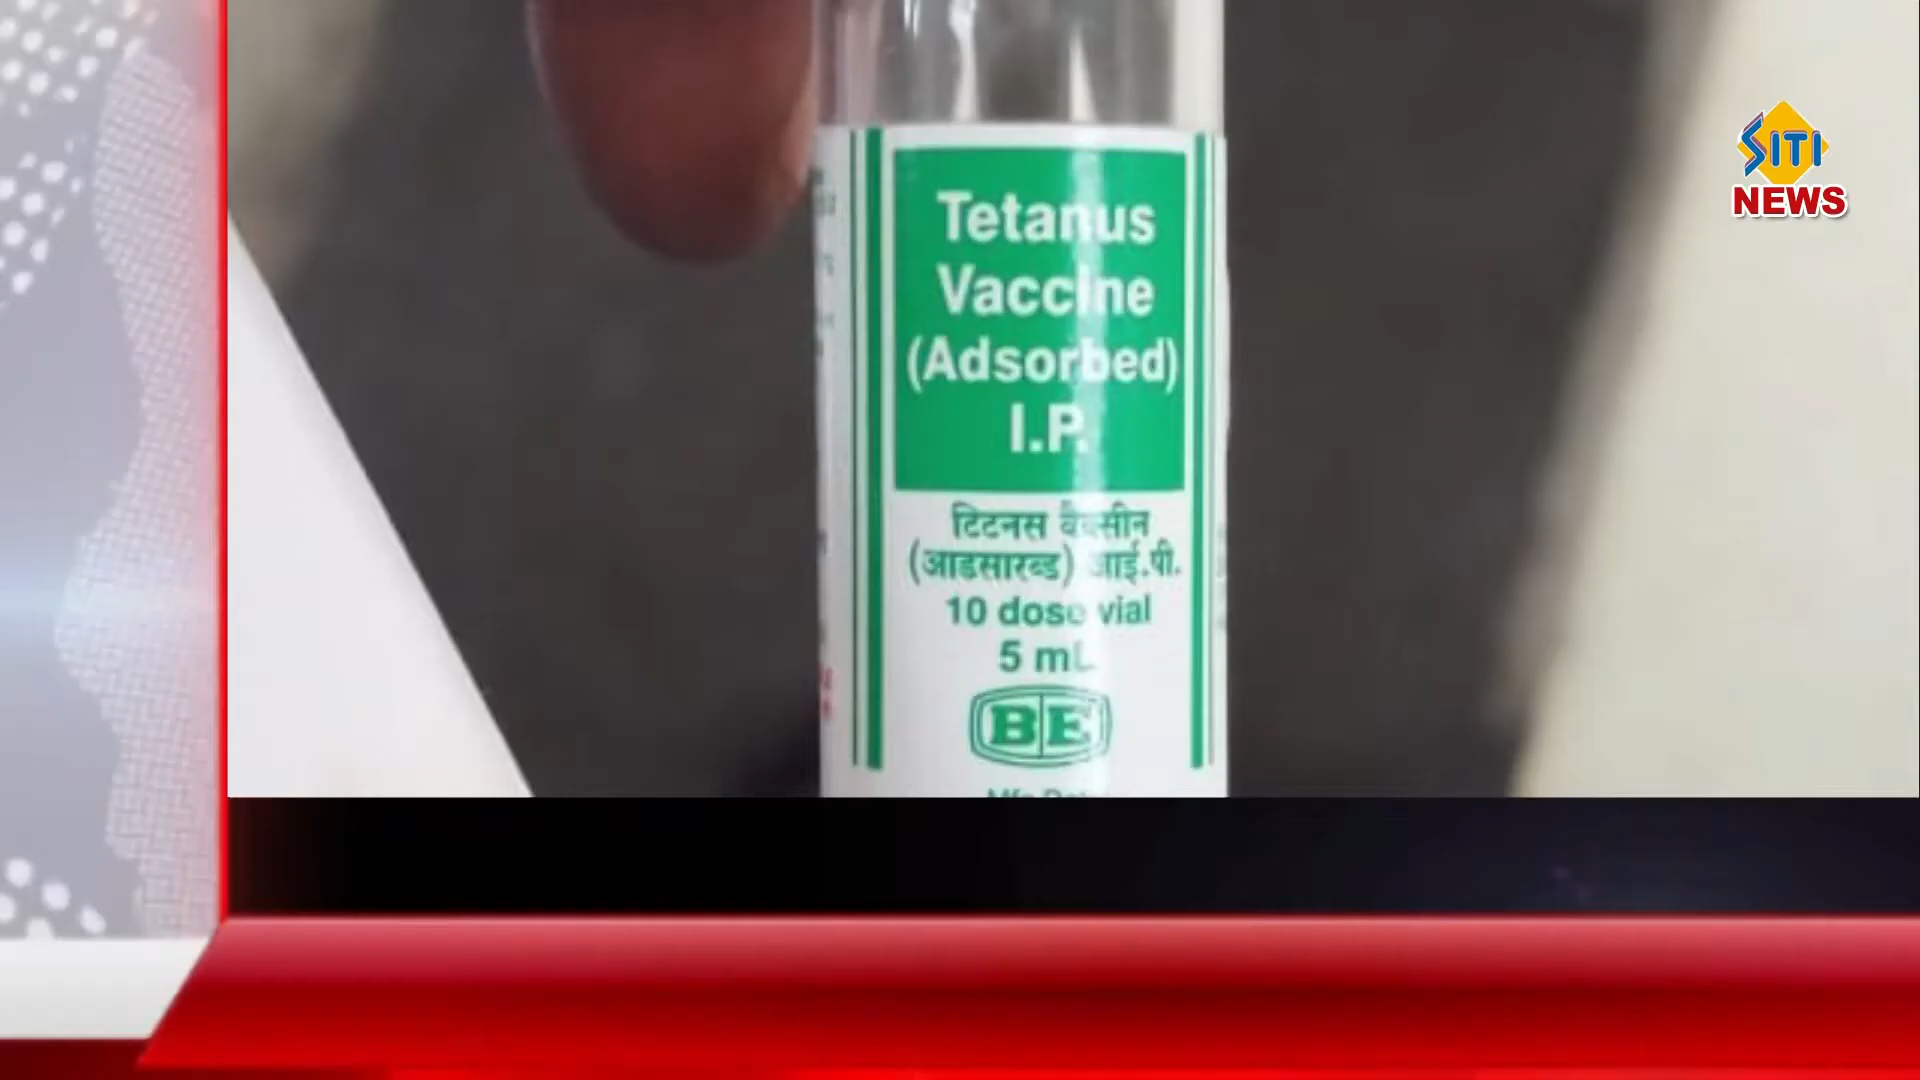 Tetanus
Vaccine
(Adsorbed)
I.P.
टिटनस वैक्सीन
(आडसारब्ड) आई.पी.
10 dose vial
5 mL
BE
SITI
NEWS